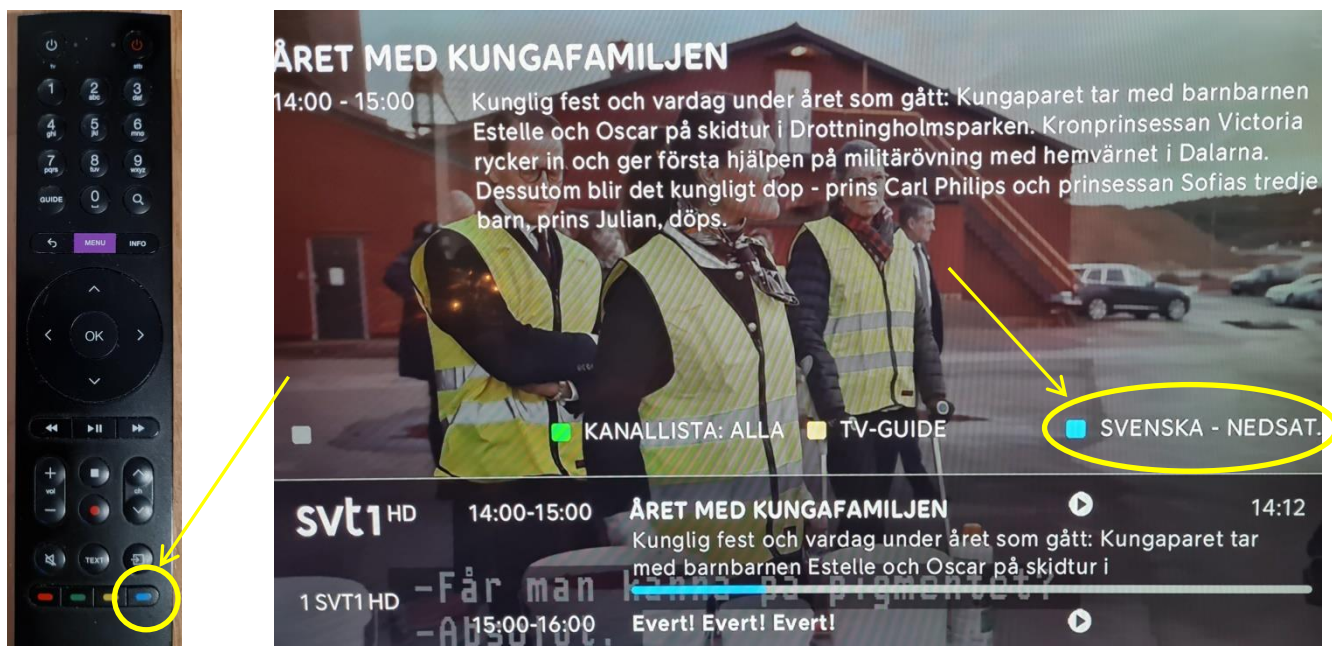 tv
stb
1
2
abc
3
def
4
ghi
5
jkl
6
mno
7
pqrs
8
tuv
9
wxyz
GUIDE
0
MENU
INFO
OK
+
vol
−
ch
TEXT
ÅRET MED KUNGAFAMILJEN
14:00 - 15:00
Kunglig fest och vardag under året som gått: Kungaparet tar med barnbarnen
Estelle och Oscar på skidtur i Drottningholmsparken. Kronprinsessan Victoria
rycker in och ger första hjälpen på militärövning med hemvärnet i Dalarna.
Dessutom blir det kungligt dop - prins Carl Philips och prinsessan Sofias tredje
barn, prins Julian, döps.
KANALLISTA: ALLA
TV-GUIDE
SVENSKA - NEDSAT.
svt1 HD
14:00-15:00
ÅRET MED KUNGAFAMILJEN
14:12
Kunglig fest och vardag under året som gått: Kungaparet tar
med barnbarnen Estelle och Oscar på skidtur i
-Får man känna på pigmentet?
1 SVT1 HD
-Absolut.
15:00-16:00
Evert! Evert! Evert!